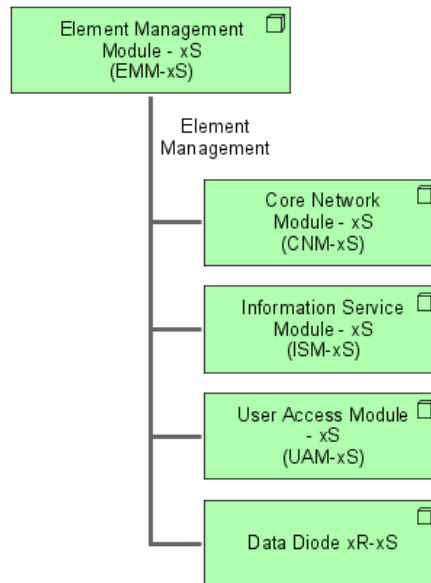 Element Management
Module - xS
(EMM-xS)
Element
Management
Core Network
Module - xS
(CNM-xS)
Information Service
Module - xS
(ISM-xS)
User Access Module
- xS
(UAM-xS)
Data Diode xR-xS